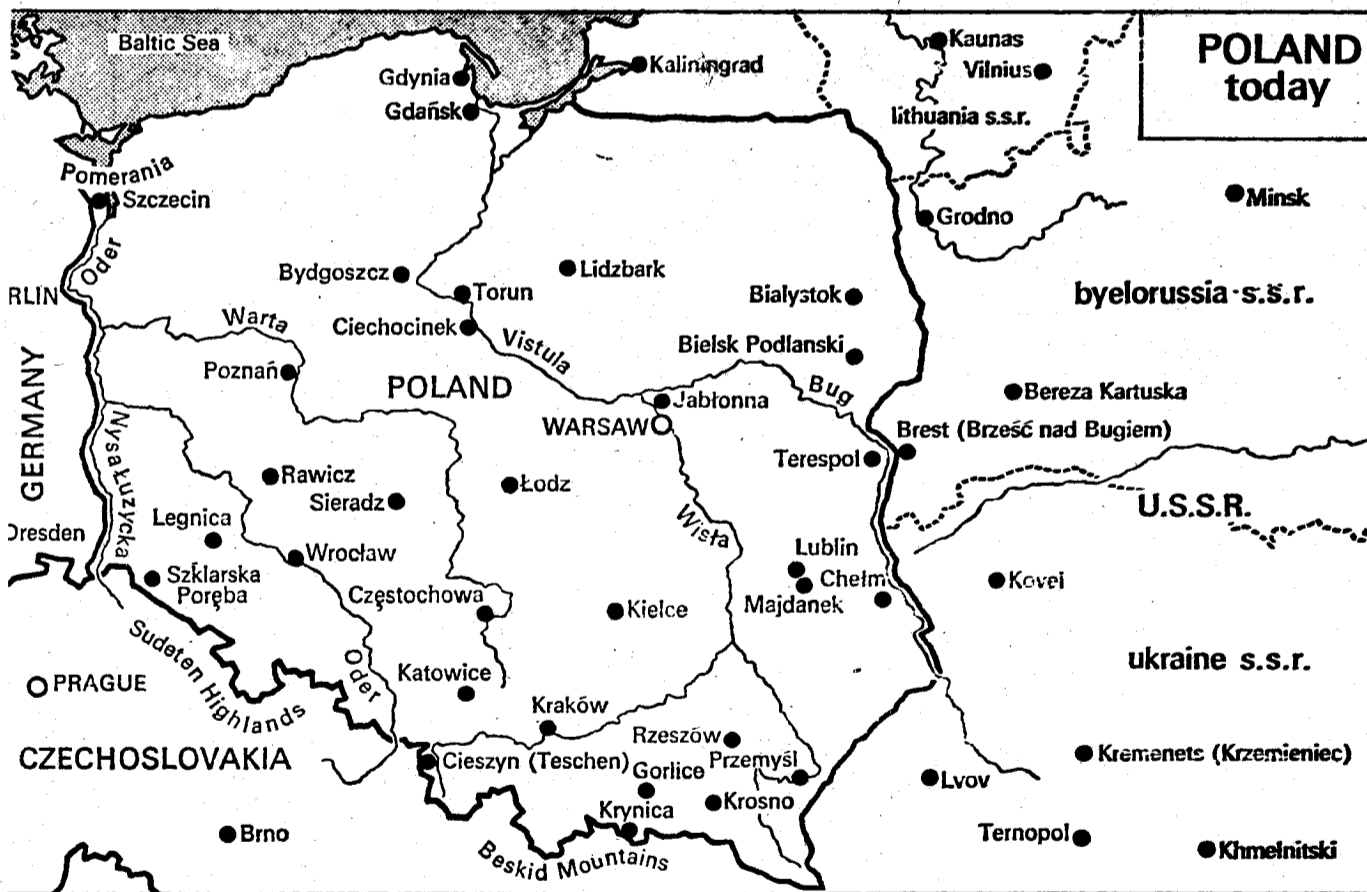 POLAND
today
Baltic Sea
Kaunas
Vilnius
Gdynia
Kaliningrad
Gdańsk
lithuania s.s.r.
Pomerania
Szczecin
Minsk
Grodno
Oder
Bydgoszcz
Lidzbark
RLIN
Torun
Białystok
byelorussia s.s.r.
Warta
Ciechocinek
Vistula
Bielsk Podlanski
Poznań
POLAND
Bug
Bereza Kartuska
Jabłonna
GERMANY
WARSAW
Brest (Brześć nad Bugiem)
Nysa Łużycka
Terespol
Rawicz
Łodz
Sieradz
U.S.S.R.
Legnica
Wisła
Dresden
Wrocław
Lublin
Szklarska
Poręba
Chełm
Kovel
Częstochowa
Kielce
Majdanek
Sudeten Highlands
Oder
ukraine s.s.r.
Katowice
PRAGUE
Kraków
Rzeszów
CZECHOSLOVAKIA
Cieszyn (Teschen)
Przemyśl
Kremenets (Krzemieniec)
Gorlice
Lvov
Krosno
Krynica
Brno
Ternopol
Beskid Mountains
Khmelnitski